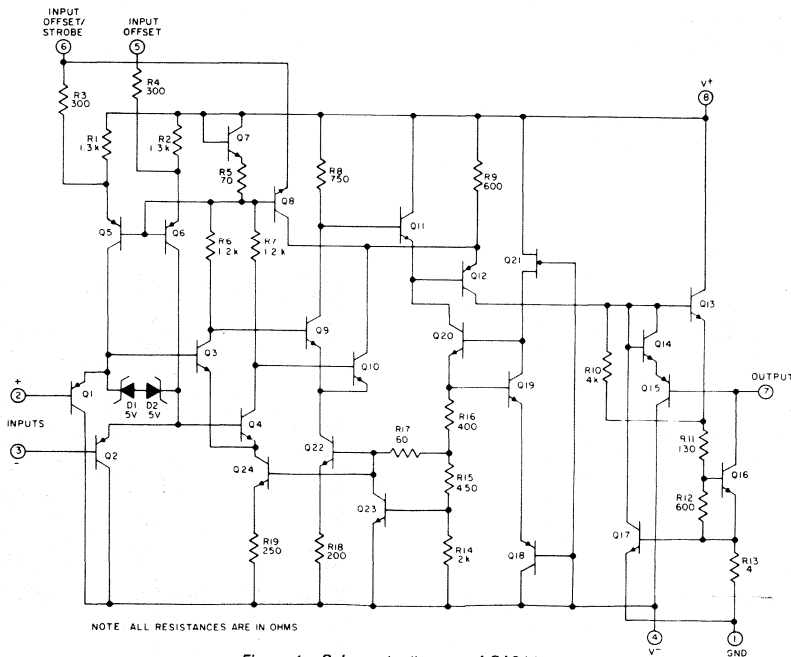 INPUT
OFFSET/
STROBE
6
INPUT
OFFSET
5
R3
300
R4
300
V+
8
R1
1.3k
R2
1.3k
Q7
R5
70
R8
750
R9
600
Q8
Q5
Q6
R6
1.2k
R7
1.2k
Q11
Q12
Q21
Q13
Q3
Q9
Q10
Q20
Q19
R10
4k
Q14
Q15
OUTPUT
7
+
2
Q1
D1
5V
D2
5V
INPUTS
3
-
Q2
Q4
Q24
Q22
R17
60
R16
400
R15
450
R11
130
Q16
R12
600
Q23
Q17
R19
250
R18
200
R14
2k
Q18
R13
4
NOTE: ALL RESISTANCES ARE IN OHMS
4
V-
1
GND